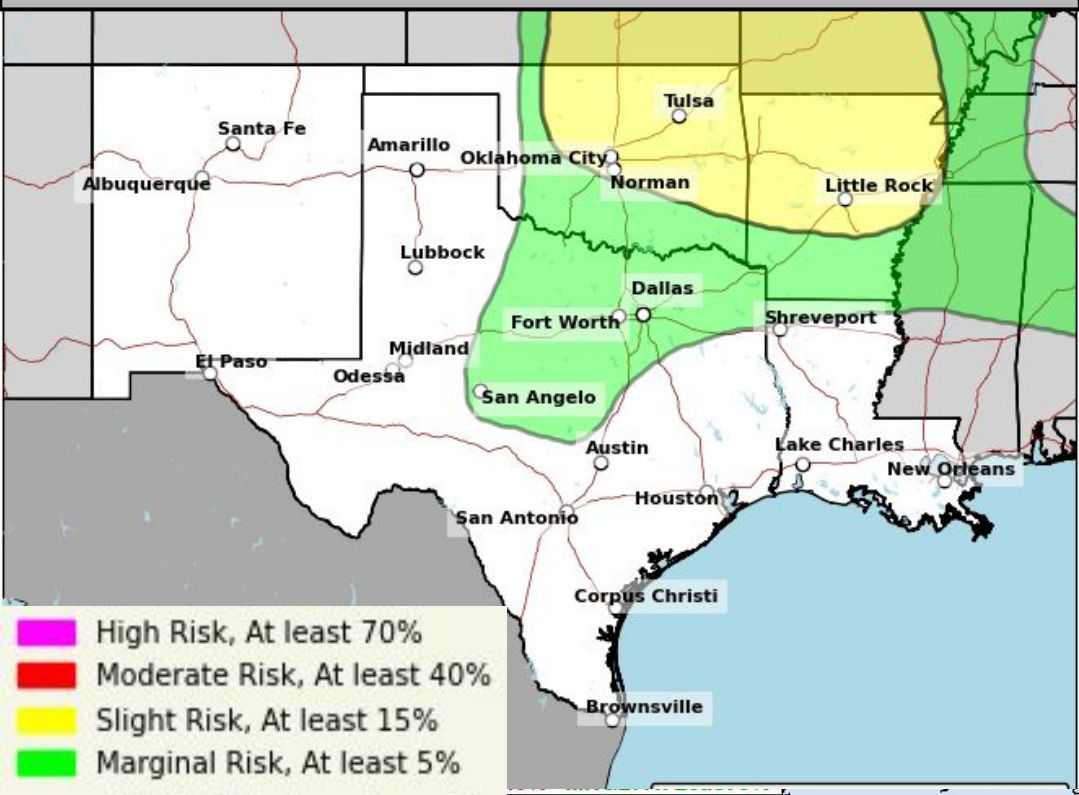 Tulsa
Santa Fe
Amarillo
Oklahoma City
Albuquerque
Norman
Little Rock
Lubbock
Dallas
Fort Worth
Shreveport
Midland
El Paso
Odessa
San Angelo
Austin
Lake Charles
New Orleans
Houston
San Antonio
Corpus Christi
High Risk, At least 70%
Moderate Risk, At least 40%
Brownsville
Slight Risk, At least 15%
Marginal Risk, At least 5%